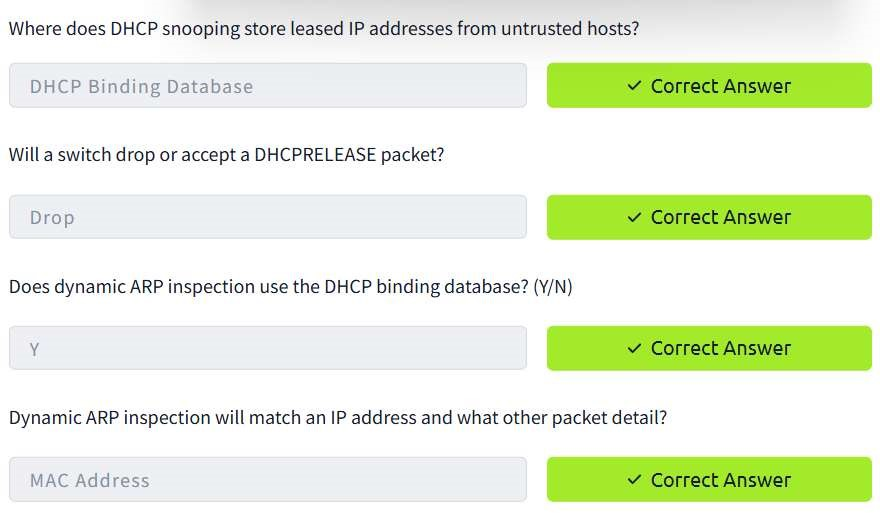 Where does DHCP snooping store leased IP addresses from untrusted hosts?
DHCP Binding Database
✓ Correct Answer
Will a switch drop or accept a DHCPRELEASE packet?
Drop
✓ Correct Answer
Does dynamic ARP inspection use the DHCP binding database? (Y/N)
Y
✓ Correct Answer
Dynamic ARP inspection will match an IP address and what other packet detail?
MAC Address
✓ Correct Answer